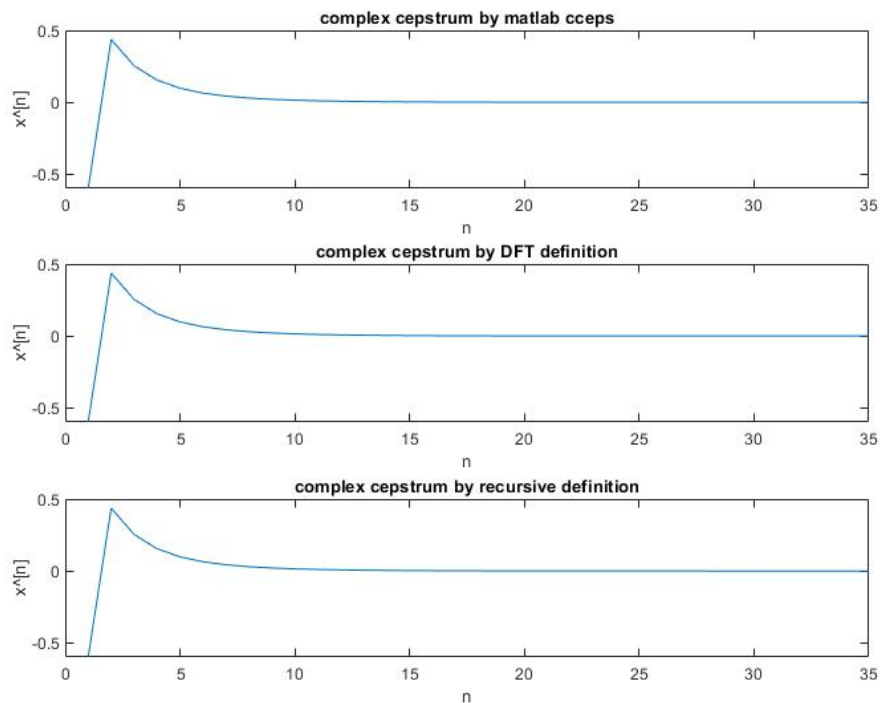 complex cepstrum by matlab cceps
0.5
0
-0.5
x^[n]
0 5 10 15 20 25 30 35
n
complex cepstrum by DFT definition
0.5
0
-0.5
x^[n]
0 5 10 15 20 25 30 35
n
complex cepstrum by recursive definition
0.5
0
-0.5
x^[n]
0 5 10 15 20 25 30 35
n